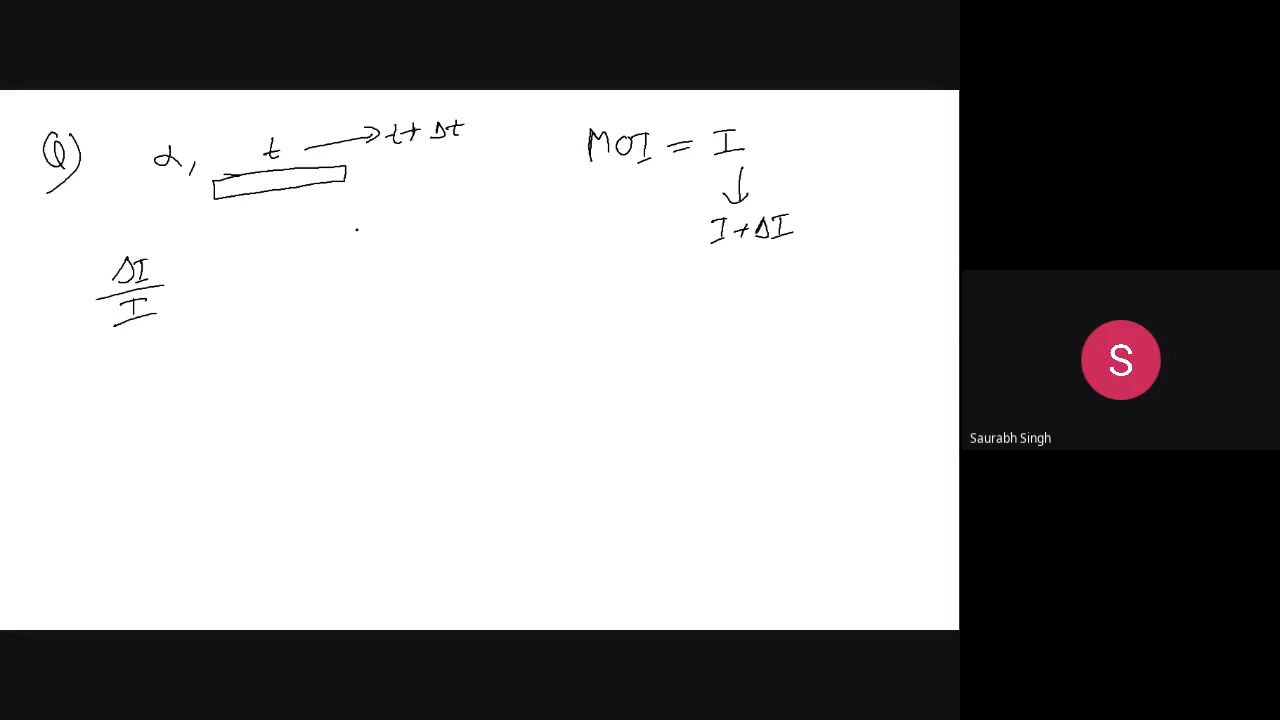 Q) α, t → t + Δt MOI = I
↓
I + ΔI
ΔI
I
S
Saurabh Singh